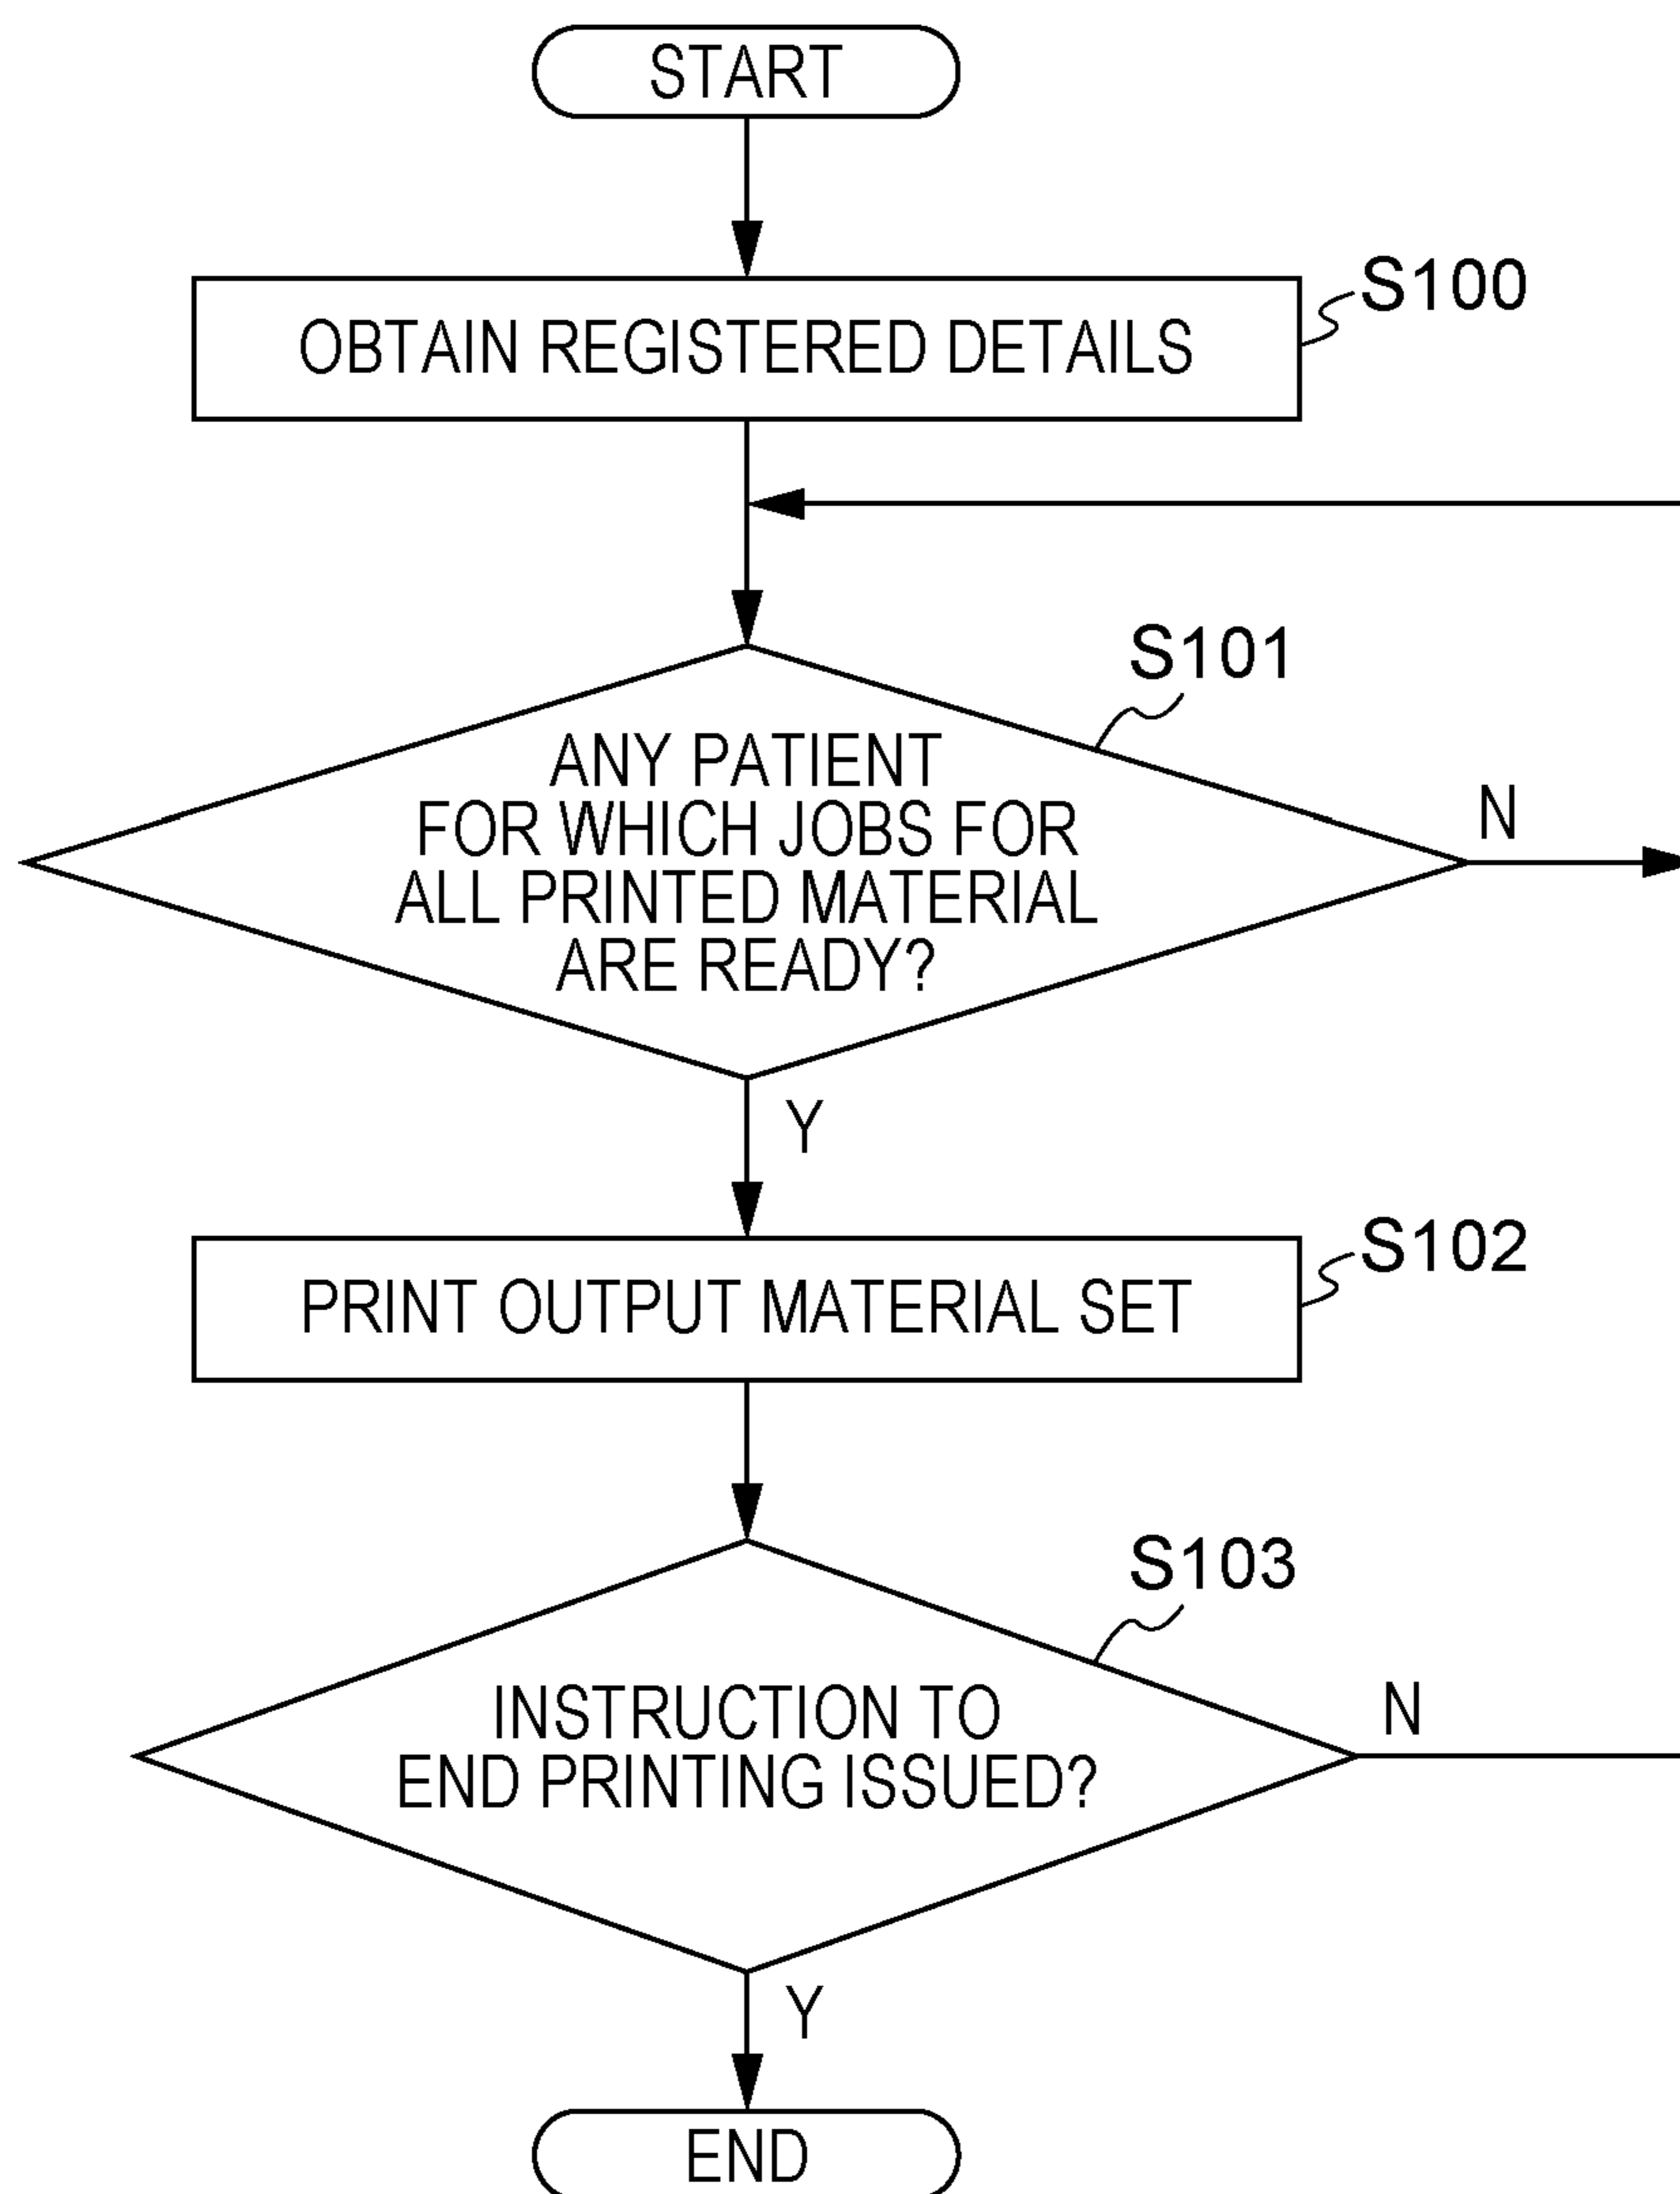 START
OBTAIN REGISTERED DETAILS
S100
S101
ANY PATIENT
FOR WHICH JOBS FOR
ALL PRINTED MATERIAL
ARE READY?
N
Y
PRINT OUTPUT MATERIAL SET
S102
S103
INSTRUCTION TO
END PRINTING ISSUED?
N
Y
END